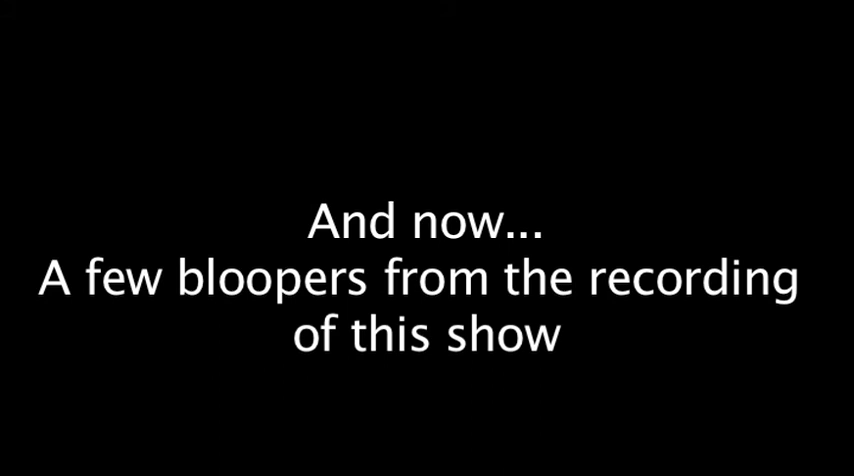 And now...
A few bloopers from the recording
of this show